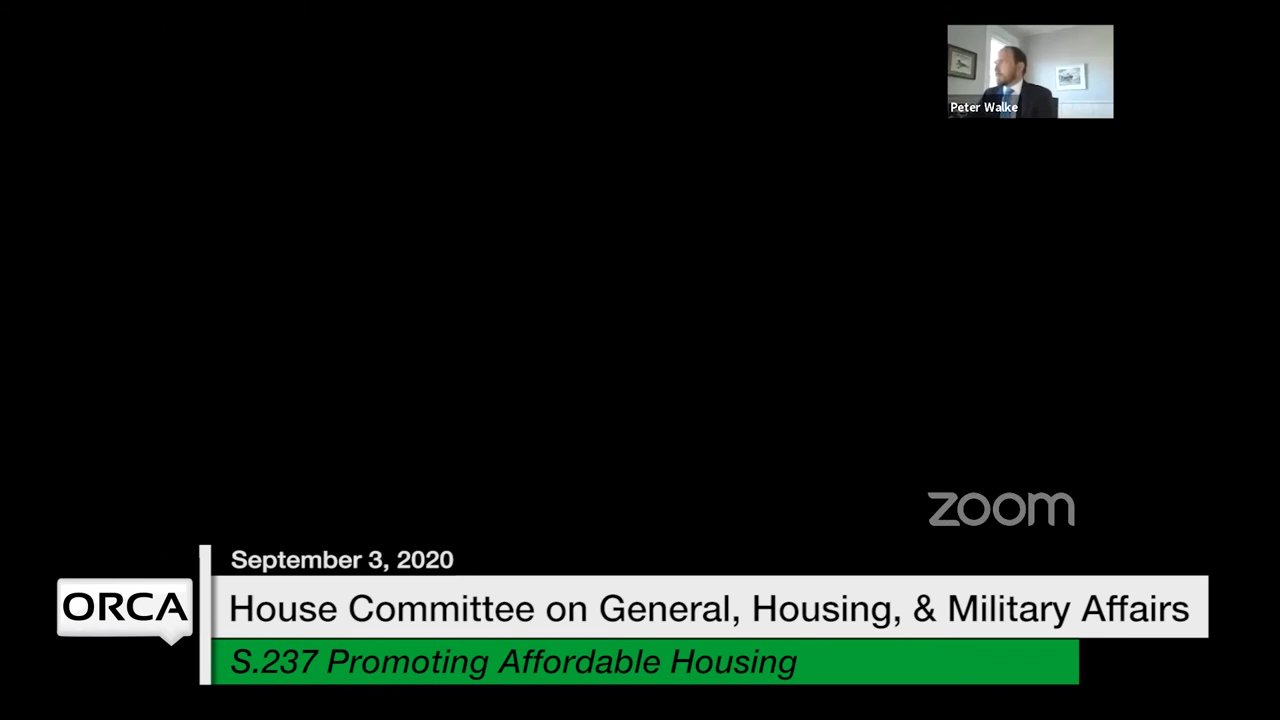 Peter Walke
zoom
September 3, 2020
ORCA
House Committee on General, Housing, & Military Affairs
S.237 Promoting Affordable Housing